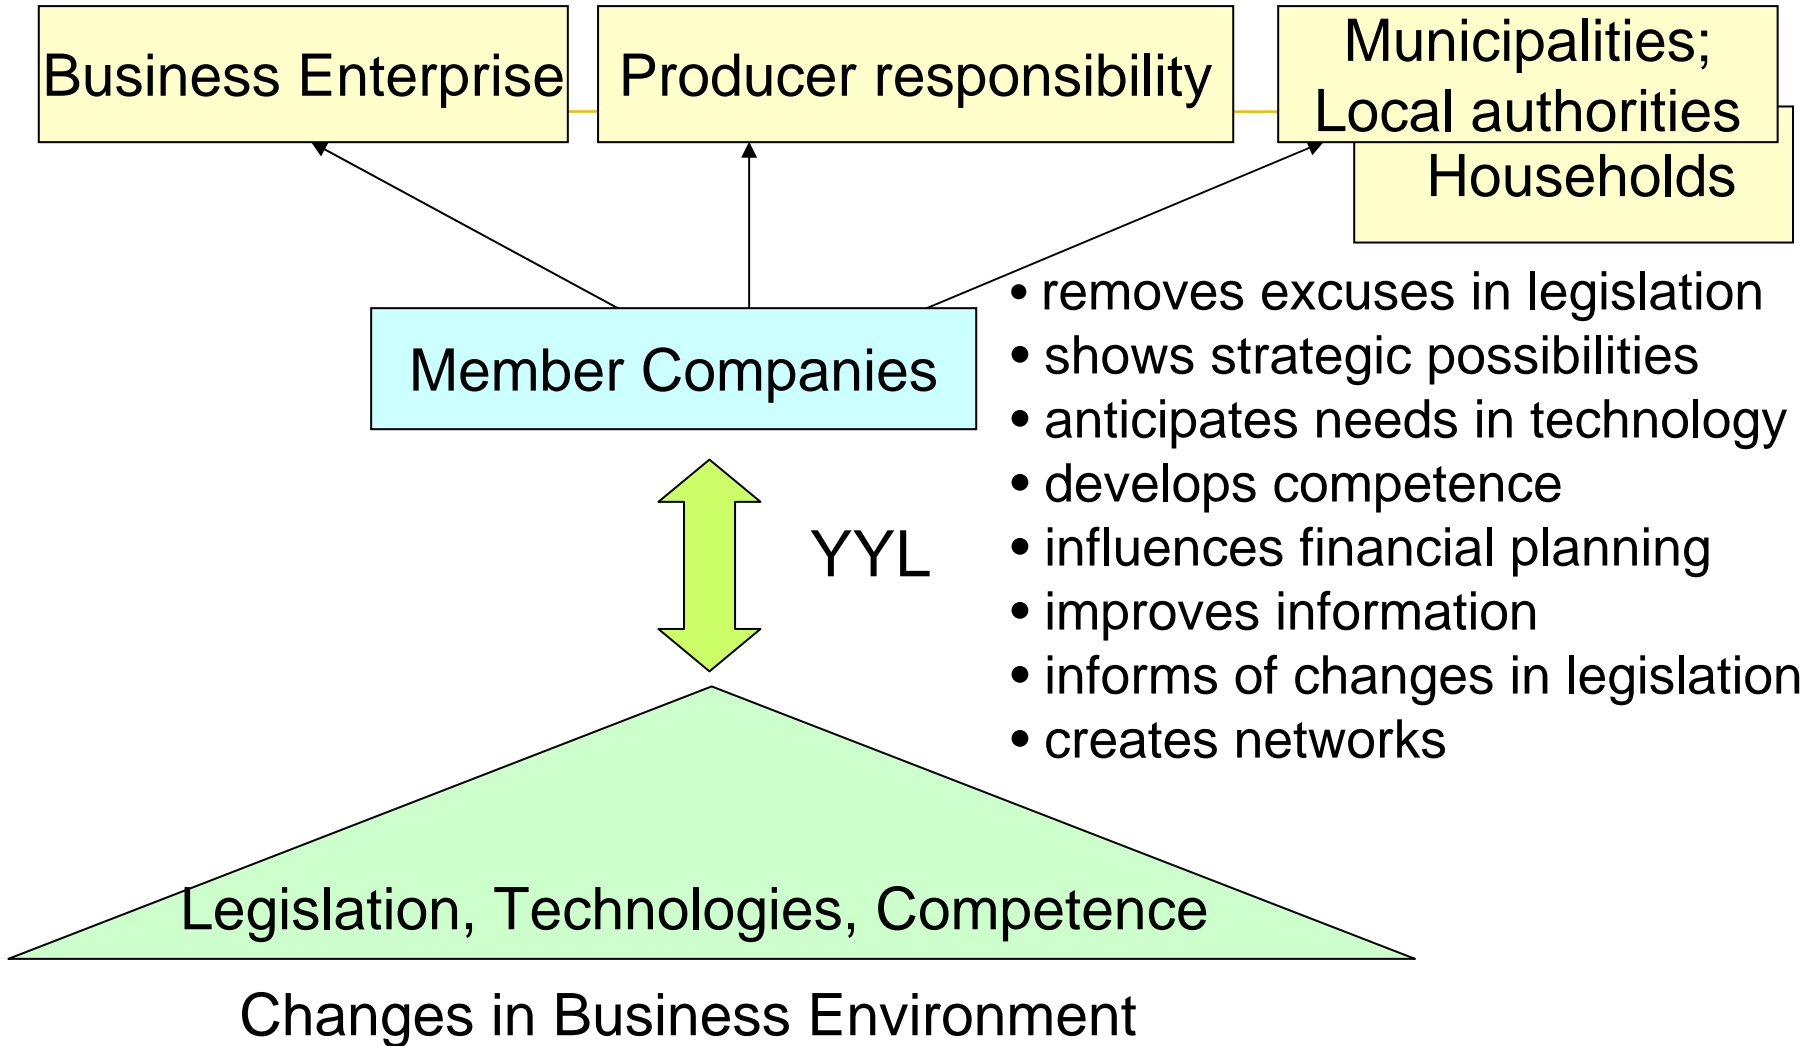 Business Enterprise
Producer responsibility
Municipalities;
Local authorities
Households
Member Companies
• removes excuses in legislation
• shows strategic possibilities
• anticipates needs in technology
• develops competence
• influences financial planning
• improves information
• informs of changes in legislation
• creates networks
YYL
Legislation, Technologies, Competence
Changes in Business Environment